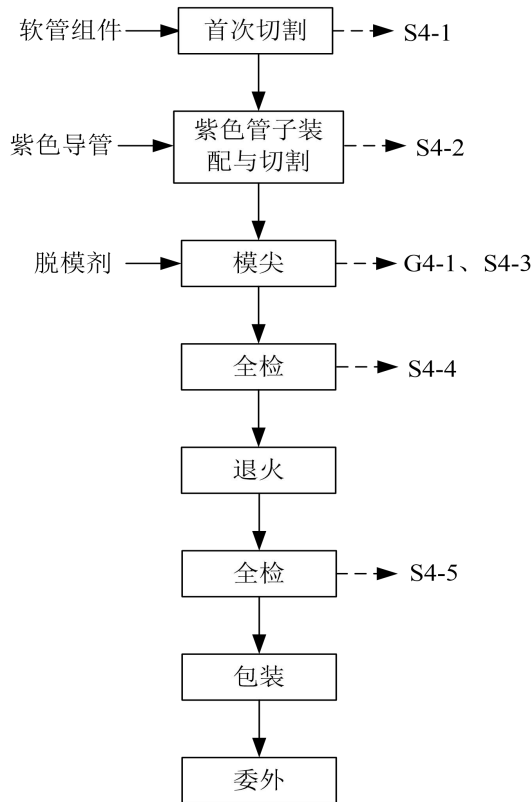 软管组件 首次切割 S4-1
紫色导管 紫色管子装
配与切割 S4-2
脱模剂 模尖 G4-1、S4-3
全检 S4-4
退火
全检 S4-5
包装
委外